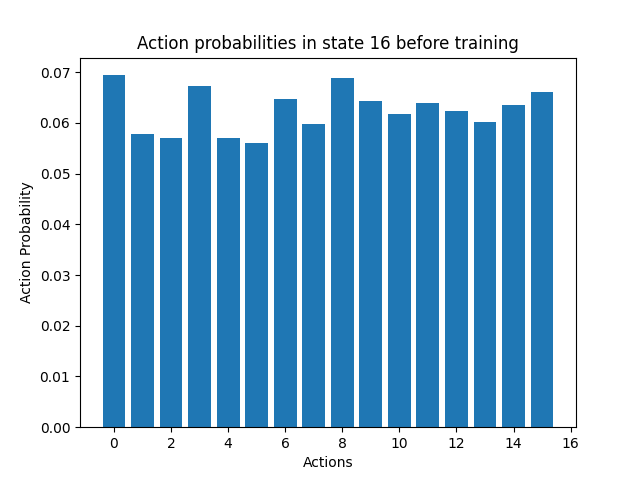 Action probabilities in state 16 before training
0.07
0.06
0.05
0.04
0.03
0.02
0.01
0.00
Action Probability
0 2 4 6 8 10 12 14 16
Actions